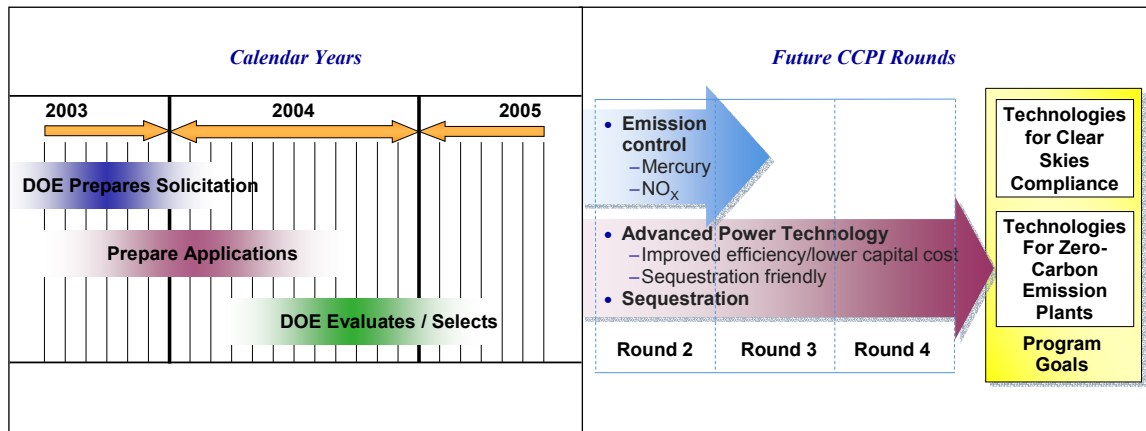 Calendar Years
2003
2004
2005
DOE Prepares Solicitation
Prepare Applications
DOE Evaluates / Selects
Future CCPI Rounds
• Emission
control
–Mercury
–NOX
• Advanced Power Technology
–Improved efficiency/lower capital cost
–Sequestration friendly
• Sequestration
Round 2
Round 3
Round 4
Technologies
for Clear
Skies
Compliance
Technologies
For Zero-
Carbon
Emission
Plants
Program
Goals